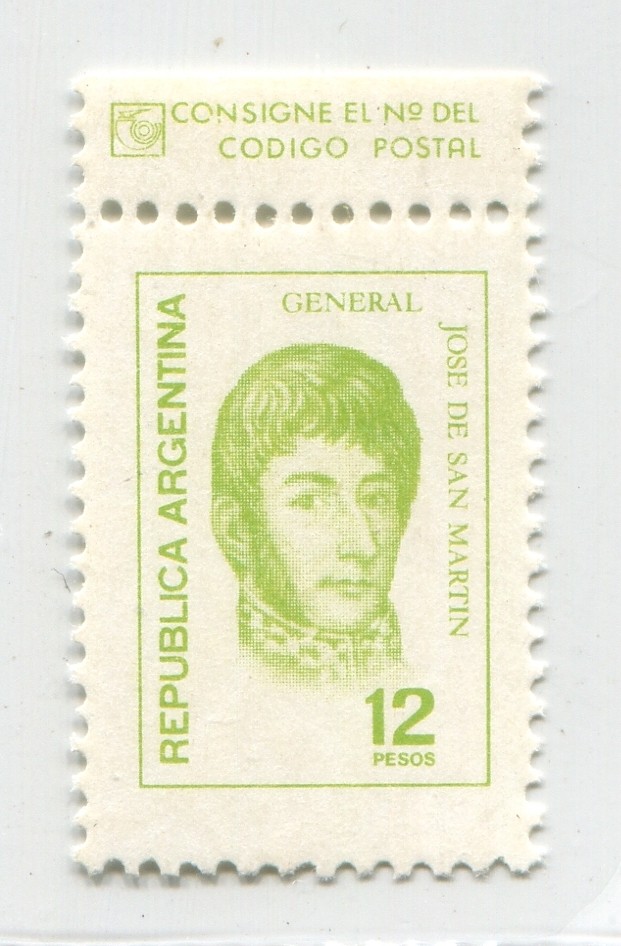 CONSIGNE EL Nº DEL
CODIGO POSTAL
GENERAL
JOSE DE SAN MARTIN
REPUBLICA ARGENTINA
12
PESOS